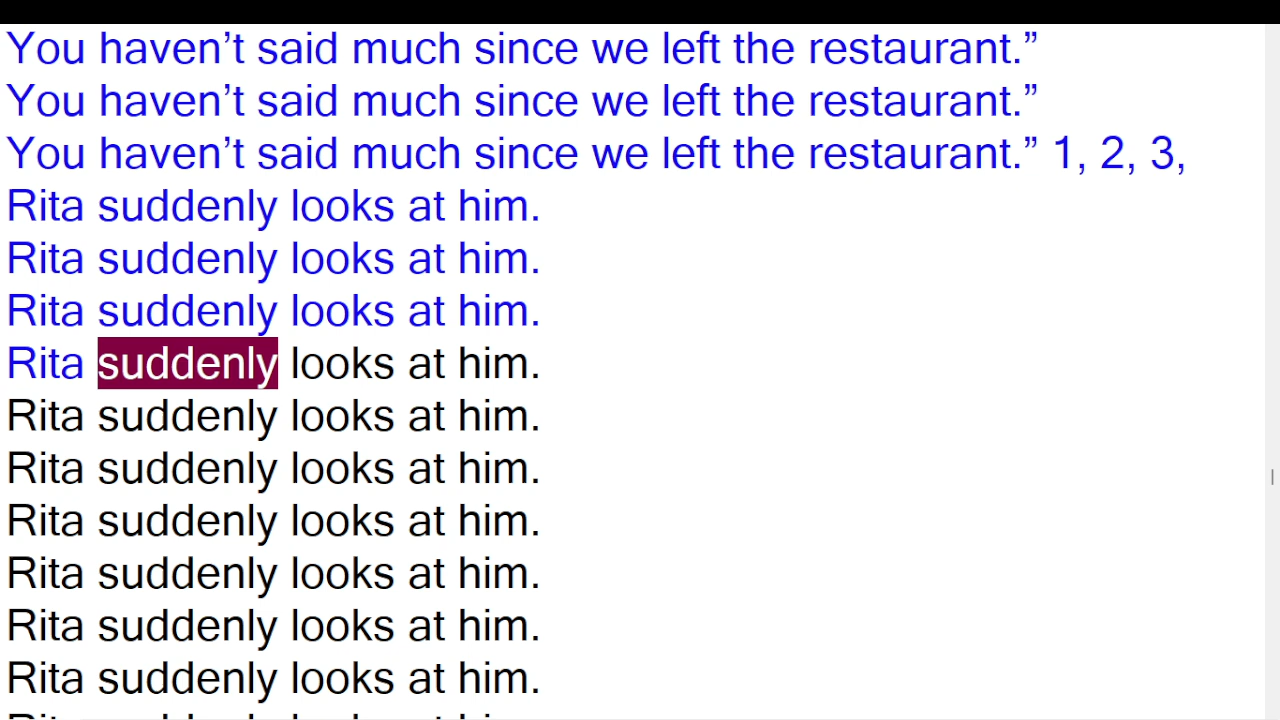 You haven’t said much since we left the restaurant.”
You haven’t said much since we left the restaurant.”
You haven’t said much since we left the restaurant.” 1, 2, 3,
Rita suddenly looks at him.
Rita suddenly looks at him.
Rita suddenly looks at him.
Rita suddenly looks at him.
Rita suddenly looks at him.
Rita suddenly looks at him.
Rita suddenly looks at him.
Rita suddenly looks at him.
Rita suddenly looks at him.
Rita suddenly looks at him.